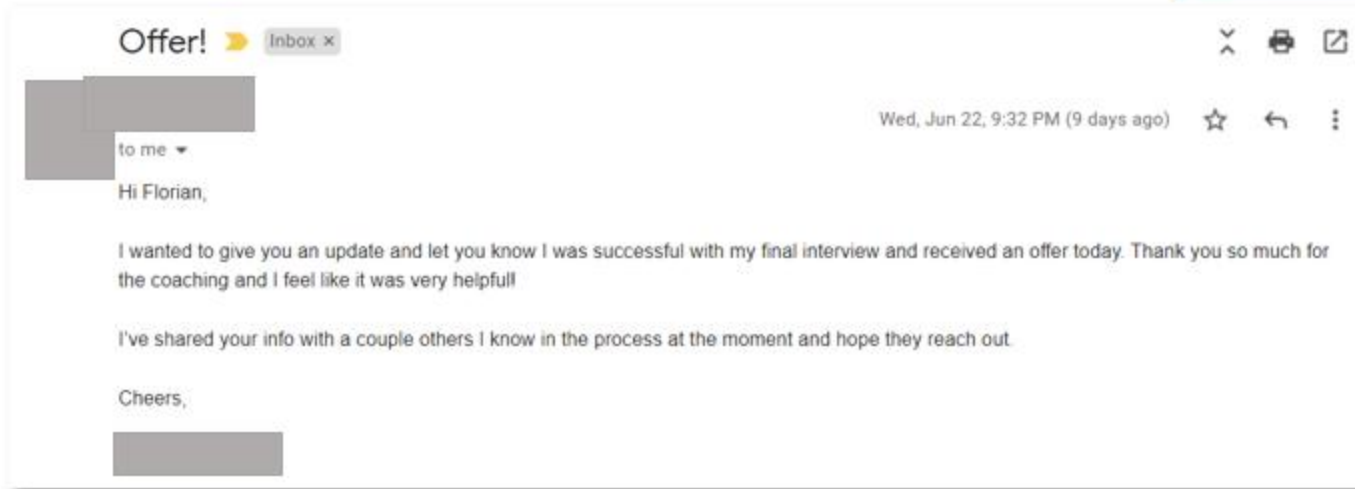 Offer!
Inbox ×
Wed, Jun 22, 9:32 PM (9 days ago)
to me
Hi Florian,
I wanted to give you an update and let you know I was successful with my final interview and received an offer today. Thank you so much for
the coaching and I feel like it was very helpful!
I've shared your info with a couple others I know in the process at the moment and hope they reach out.
Cheers,